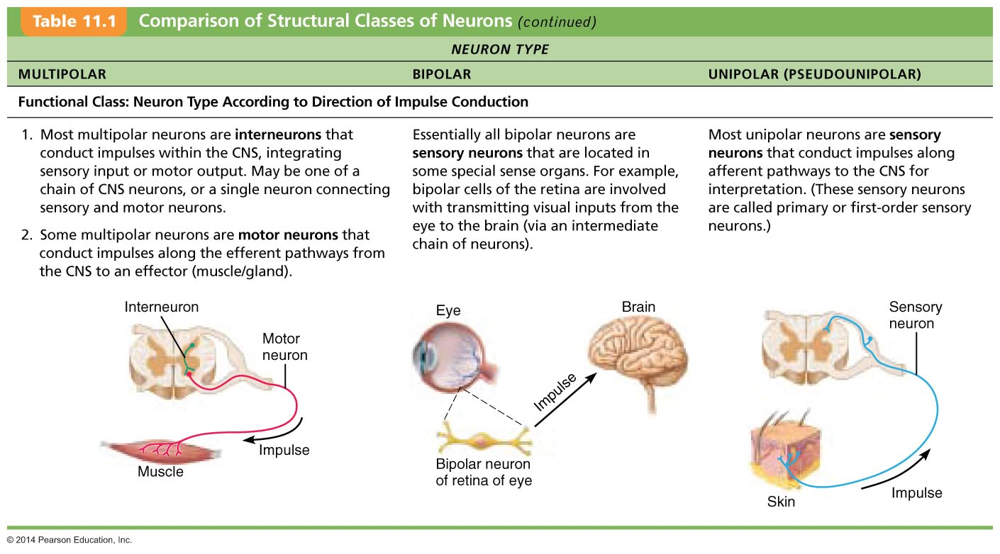 Table 11.1 Comparison of Structural Classes of Neurons (continued)
NEURON TYPE
MULTIPOLAR
BIPOLAR
UNIPOLAR (PSEUDOUNIPOLAR)
Functional Class: Neuron Type According to Direction of Impulse Conduction
1. Most multipolar neurons are interneurons that
conduct impulses within the CNS, integrating
sensory input or motor output. May be one of a
chain of CNS neurons, or a single neuron connecting
sensory and motor neurons.
2. Some multipolar neurons are motor neurons that
conduct impulses along the efferent pathways from
the CNS to an effector (muscle/gland).
Interneuron
Motor
neuron
Impulse
Muscle
Essentially all bipolar neurons are
sensory neurons that are located in
some special sense organs. For example,
bipolar cells of the retina are involved
with transmitting visual inputs from the
eye to the brain (via an intermediate
chain of neurons).
Eye
Brain
Impulse
Bipolar neuron
of retina of eye
Most unipolar neurons are sensory
neurons that conduct impulses along
afferent pathways to the CNS for
interpretation. (These sensory neurons
are called primary or first-order sensory
neurons.)
Sensory
neuron
Impulse
Skin
© 2014 Pearson Education, Inc.